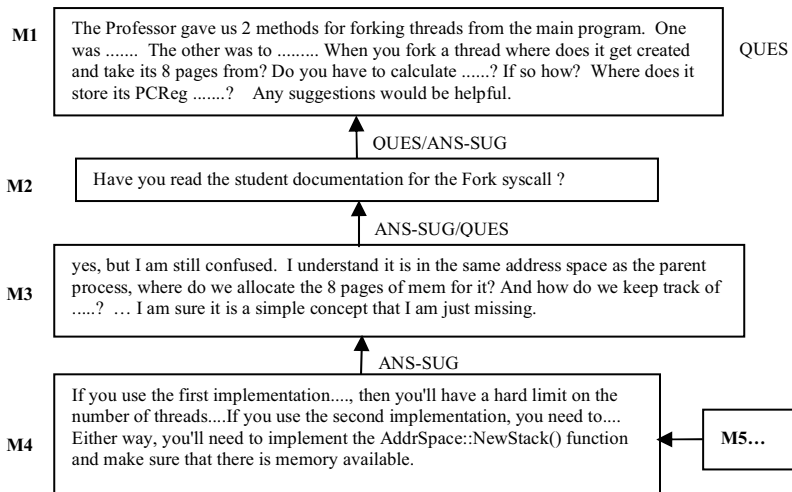 M1
The Professor gave us 2 methods for forking threads from the main program. One
was ....... The other was to ......... When you fork a thread where does it get created
and take its 8 pages from? Do you have to calculate ......? If so how? Where does it
store its PCReg .......? Any suggestions would be helpful.
QUES
QUES/ANS-SUG
M2
Have you read the student documentation for the Fork syscall ?
ANS-SUG/QUES
M3
yes, but I am still confused. I understand it is in the same address space as the parent
process, where do we allocate the 8 pages of mem for it? And how do we keep track of
.....? … I am sure it is a simple concept that I am just missing.
ANS-SUG
M4
If you use the first implementation...., then you'll have a hard limit on the
number of threads....If you use the second implementation, you need to....
Either way, you'll need to implement the AddrSpace::NewStack() function
and make sure that there is memory available.
M5…